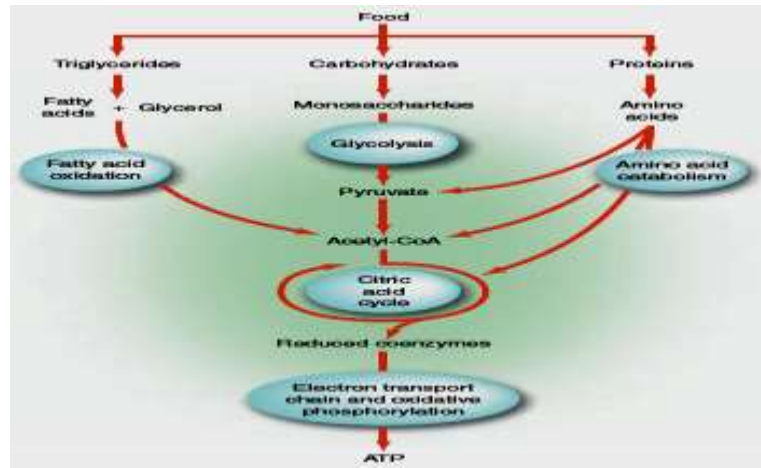 Food
Triglycerides
Carbohydrates
Proteins
Fatty
acids
+ Glycerol
Monosaccharides
Amino
acids
Glycolysis
Fatty acid
oxidation
Amino acid
catabolism
Pyruvate
Acetyl-CoA
Citric
acid
cycle
Reduced coenzymes
Electron transport
chain and oxidative
phosphorylation
ATP